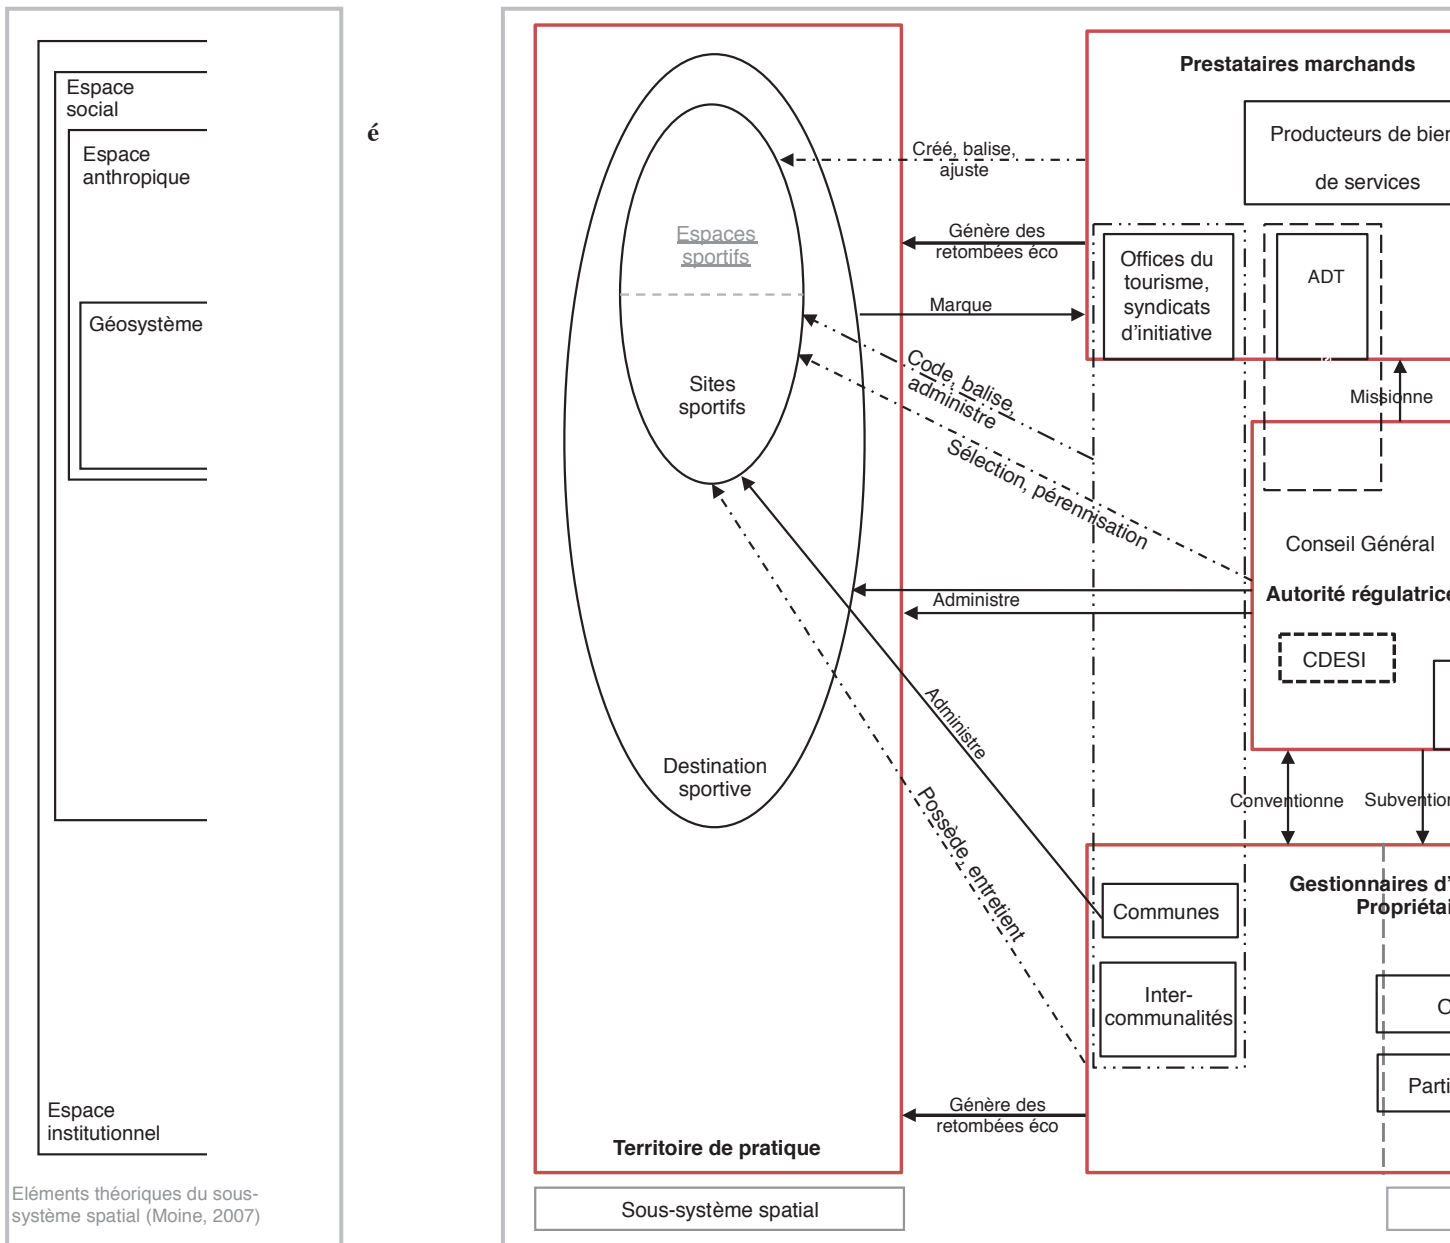 Espace
social
Espace
anthropique
Géosystème
Espace
institutionnel
Eléments théoriques du sous-
système spatial (Moine, 2007)
é
Espaces
sportifs
Sites
sportifs
Destination
sportive
Territoire de pratique
Sous-système spatial
Créé, balise,
ajuste
Génère des
retombées éco
Marque
Code, balise,
administre
Sélection, pérennisation
Administre
Administre
Possède, entretient
Génère des
retombées éco
Prestataires marchands
Producteurs de bien
de services
Offices du
tourisme,
syndicats
d'initiative
ADT
Missionne
Conseil Général
Autorité régulatrice
CDESI
Conventionne
Subvention
Gestionnaires d'
Propriétai
Communes
Inter-
communalités
Parti